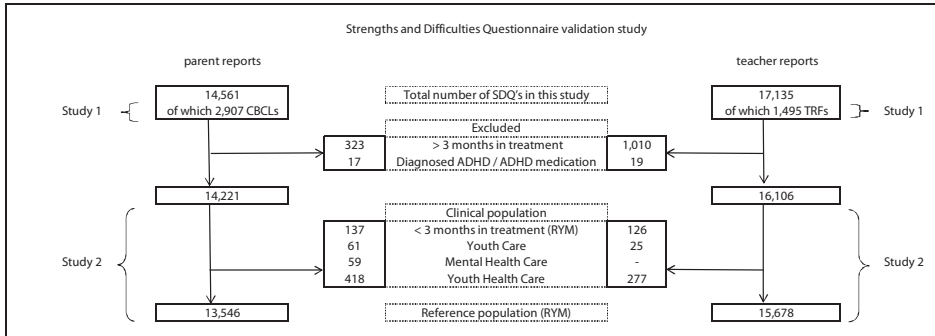 Strengths and Difficulties Questionnaire validation study
parent reports teacher reports
14,561 Total number of SDQ's in this study 17,135
Study 1 of which 2,907 CBCLs of which 1,495 TRFs Study 1
Excluded
323 > 3 months in treatment 1,010
17 Diagnosed ADHD / ADHD medication 19
14,221 16,106
Clinical population
137 < 3 months in treatment (RYM) 126
61 Youth Care 25
Study 2 59 Mental Health Care - Study 2
418 Youth Health Care 277
13,546 Reference population (RYM) 15,678